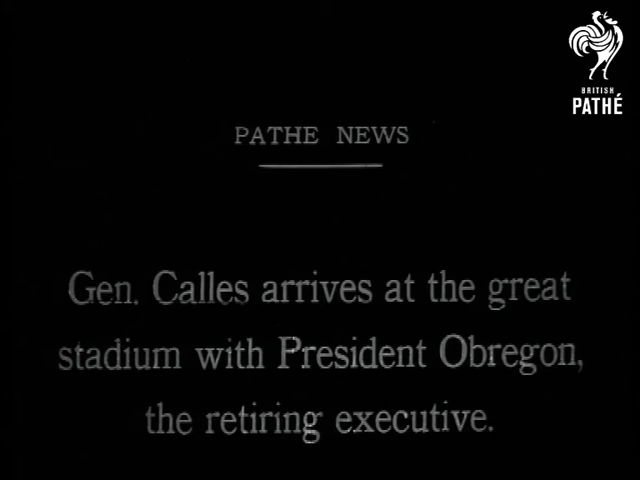 BRITISH
PATHÉ
PATHE NEWS
Gen. Calles arrives at the great
stadium with President Obregon,
the retiring executive.